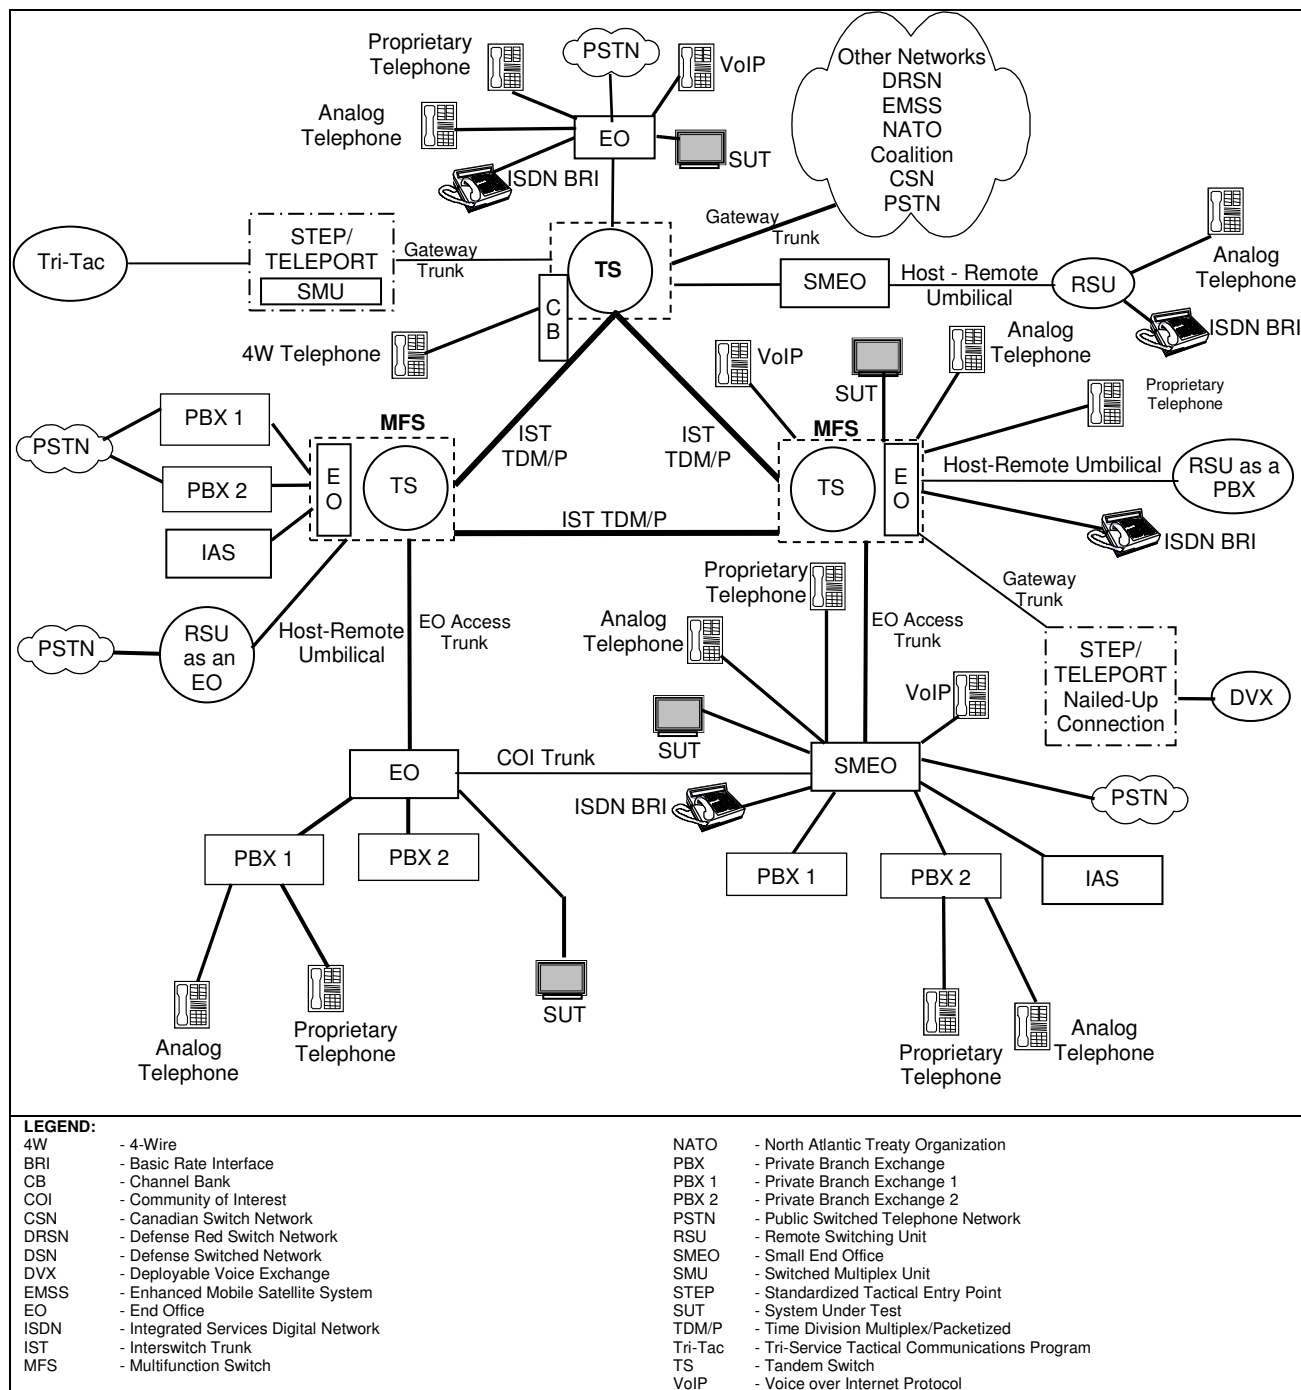 Proprietary
Telephone
PSTN
VoIP
Other Networks
DRSN
EMSS
NATO
Coalition
CSN
PSTN
Analog
Telephone
EO
SUT
ISDN BRI
Gateway
Trunk
Analog
Telephone
Tri-Tac
STEP/
TELEPORT
SMU
Gateway
Trunk
TS
C
B
SMEO
Host - Remote
Umbilical
RSU
ISDN BRI
4W Telephone
VoIP
SUT
Analog
Telephone
Proprietary
Telephone
PSTN
PBX 1
PBX 2
IAS
MFS
E
O
TS
IST
TDM/P
IST
TDM/P
IST TDM/P
MFS
TS
E
O
Host-Remote Umbilical
RSU as a
PBX
ISDN BRI
Gateway
Trunk
PSTN
RSU
as an
EO
Host-Remote
Umbilical
EO Access
Trunk
Proprietary
Telephone
Analog
Telephone
EO Access
Trunk
STEP/
TELEPORT
Nailed-Up
Connection
DVX
VoIP
SUT
EO
COI Trunk
SMEO
ISDN BRI
PSTN
PBX 1
PBX 2
PBX 1
PBX 2
IAS
SUT
Analog
Telephone
Proprietary
Telephone
Proprietary
Telephone
Analog
Telephone
LEGEND:
4W - 4-Wire
BRI - Basic Rate Interface
CB - Channel Bank
COI - Community of Interest
CSN - Canadian Switch Network
DRSN - Defense Red Switch Network
DSN - Defense Switched Network
DVX - Deployable Voice Exchange
EMSS - Enhanced Mobile Satellite System
EO - End Office
ISDN - Integrated Services Digital Network
IST - Interswitch Trunk
MFS - Multifunction Switch
NATO - North Atlantic Treaty Organization
PBX - Private Branch Exchange
PBX 1 - Private Branch Exchange 1
PBX 2 - Private Branch Exchange 2
PSTN - Public Switched Telephone Network
RSU - Remote Switching Unit
SMEO - Small End Office
SMU - Switched Multiplex Unit
STEP - Standardized Tactical Entry Point
SUT - System Under Test
TDM/P - Time Division Multiplex/Packetized
Tri-Tac - Tri-Service Tactical Communications Program
TS - Tandem Switch
VoIP - Voice over Internet Protocol